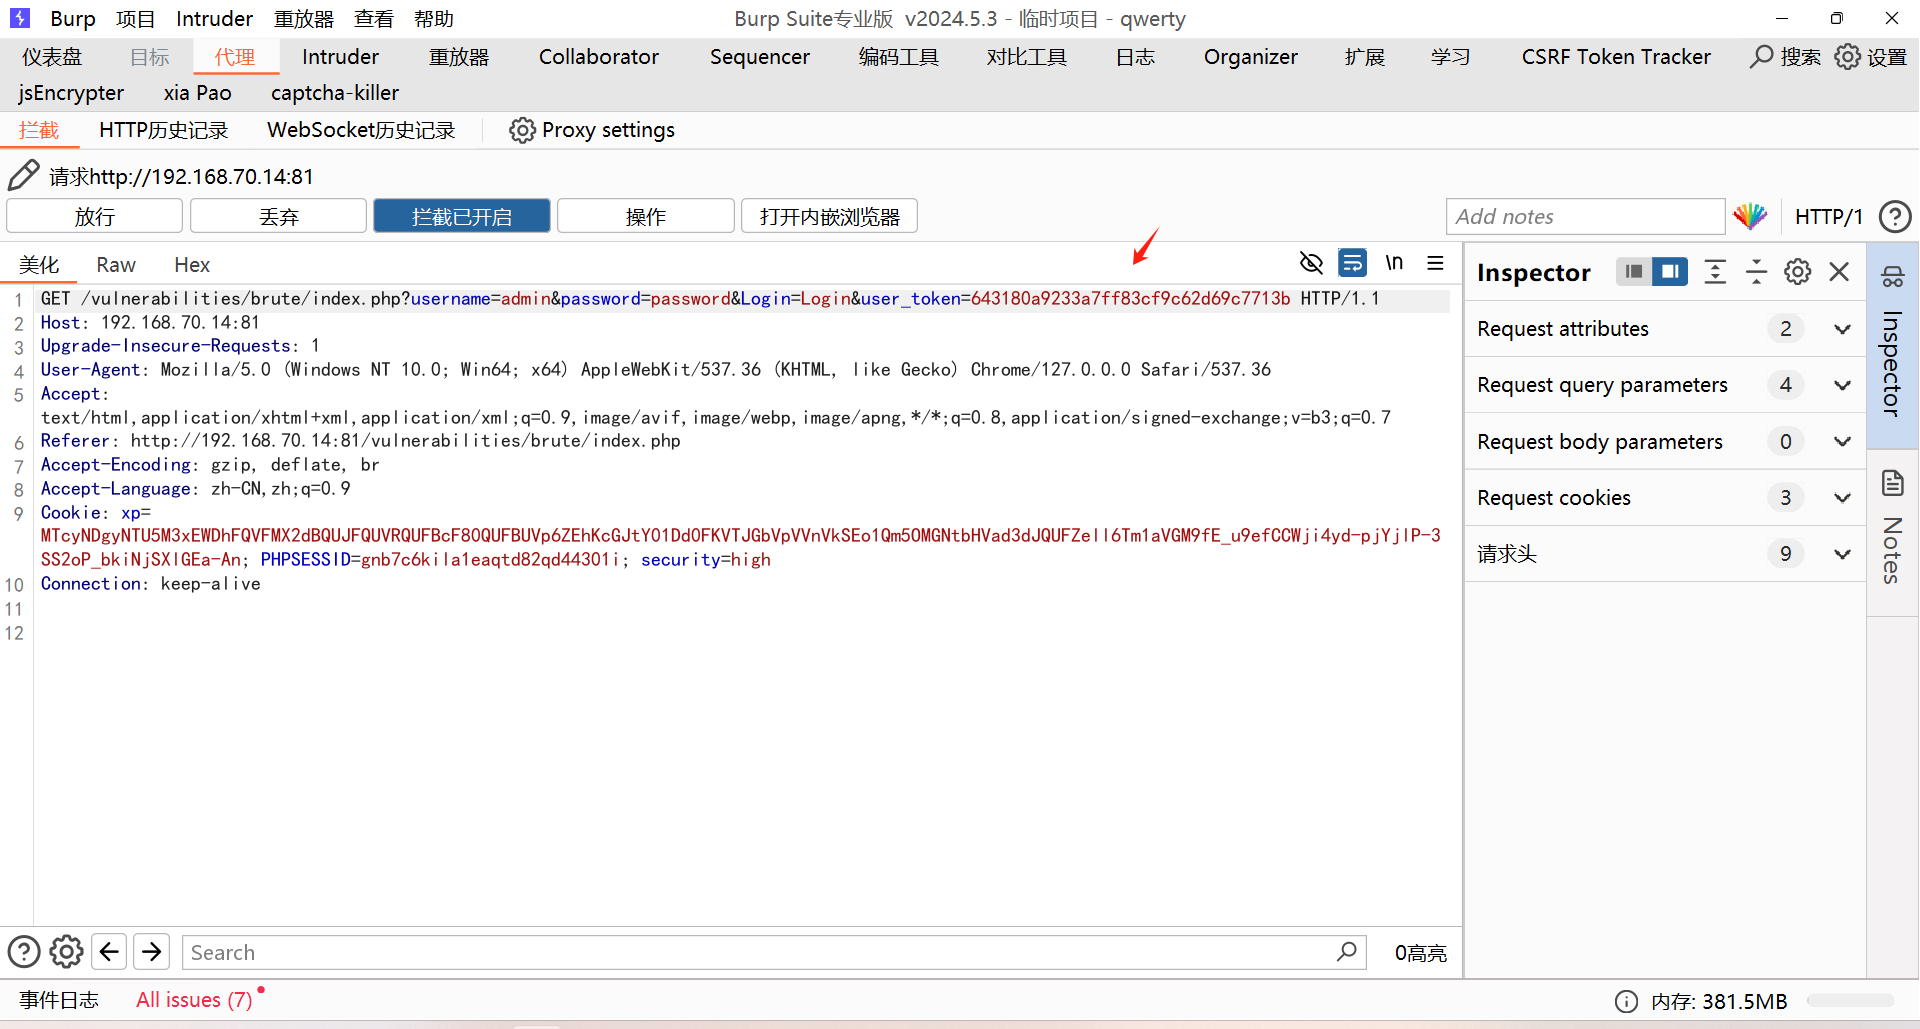 Burp 项目 Intruder 重放器 查看 帮助 Burp Suite专业版 v2024.5.3 - 临时项目 - qwerty
仪表盘 目标 代理 Intruder 重放器 Collaborator Sequencer 编码工具 对比工具 日志 Organizer 扩展 学习 CSRF Token Tracker 搜索 设置
jsEncrypter xia Pao captcha-killer
拦截 HTTP历史记录 WebSocket历史记录 Proxy settings
请求http://192.168.70.14:81
放行 丢弃 拦截已开启 操作 打开内嵌浏览器 Add notes HTTP/1
美化 Raw Hex \n
1 GET /vulnerabilities/brute/index.php?username=admin&password=password&Login=Login&user_token=643180a9233a7ff83cf9c62d69c7713b HTTP/1.1
2 Host: 192.168.70.14:81
3 Upgrade-Insecure-Requests: 1
4 User-Agent: Mozilla/5.0 (Windows NT 10.0; Win64; x64) AppleWebKit/537.36 (KHTML, like Gecko) Chrome/127.0.0.0 Safari/537.36
5 Accept:
text/html,application/xhtml+xml,application/xml;q=0.9,image/avif,image/webp,image/apng,*/*;q=0.8,application/signed-exchange;v=b3;q=0.7
6 Referer: http://192.168.70.14:81/vulnerabilities/brute/index.php
7 Accept-Encoding: gzip, deflate, br
8 Accept-Language: zh-CN,zh;q=0.9
9 Cookie: xp=
SS2oP_bkiNjSXlGEa-An; PHPSESSID=gnb7c6kila1eaqtd82qd44301i; security=high
10 Connection: keep-alive
11
12
Inspector
Request attributes 2
Request query parameters 4
Request body parameters 0
Request cookies 3
请求头 9
Inspector
Notes
Search 0高亮
事件日志 All issues (7) 内存: 381.5MB